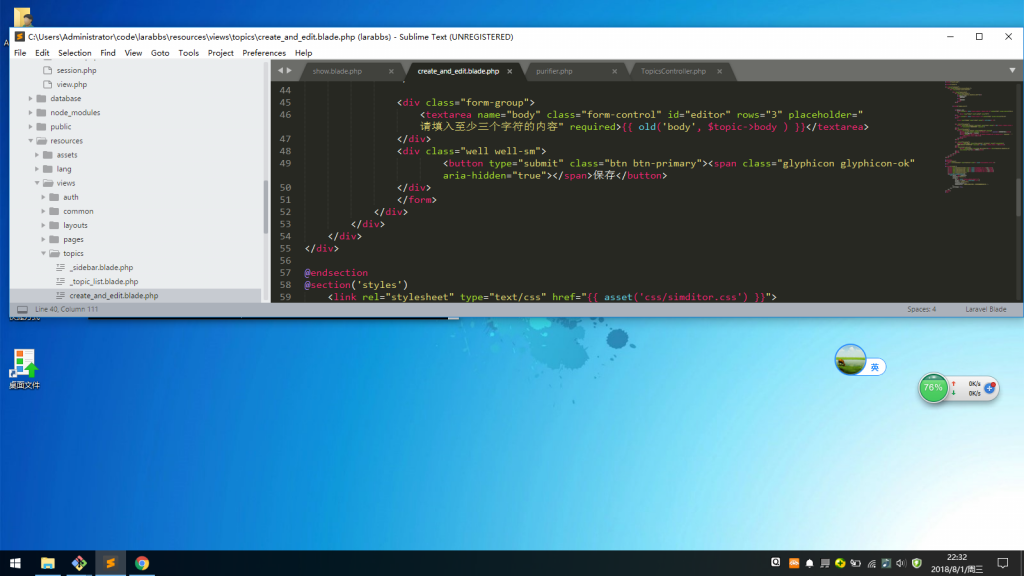 C:\Users\Administrator\code\larabbs\resources\views\topics\create_and_edit.blade.php (larabbs) - Sublime Text (UNREGISTERED)
File Edit Selection Find View Goto Tools Project Preferences Help
session.php
view.php
database
node_modules
public
resources
assets
lang
views
auth
common
layouts
pages
topics
_sidebar.blade.php
_topic_list.blade.php
create_and_edit.blade.php
show.blade.php × create_and_edit.blade.php × purifier.php × TopicsController.php ×
44
45 <div class="form-group">
46 <textarea name="body" class="form-control" id="editor" rows="3" placeholder="
请填入至少三个字符的内容" required>{{ old('body', $topic->body ) }}</textarea>
47 </div>
48 <div class="well well-sm">
49 <button type="submit" class="btn btn-primary"><span class="glyphicon glyphicon-ok"
aria-hidden="true"></span>保存</button>
50 </div>
51 </form>
52 </div>
53 </div>
54 </div>
55 </div>
56
57 @endsection
58 @section('styles')
59 <link rel="stylesheet" type="text/css" href="{{ asset('css/simditor.css') }}">
Line 40, Column 111 Spaces: 4 Laravel Blade
桌面文件
英
76%
0K/s
0K/s
22:32
2018/8/1/周三